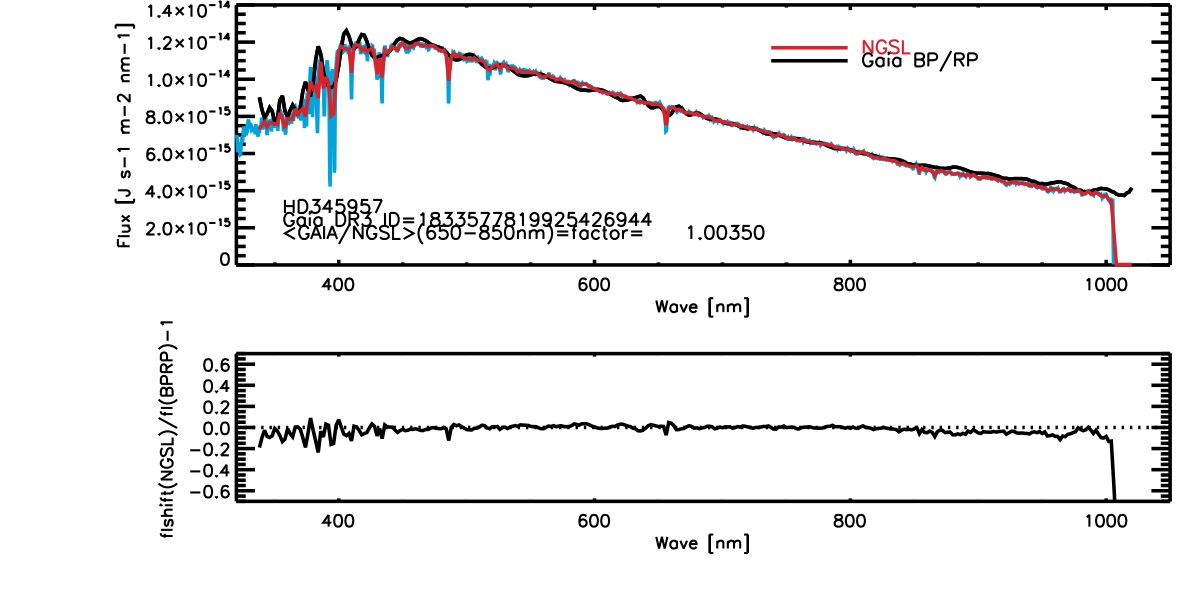 1.4×10−14
1.2×10−14
1.0×10−14
8.0×10−15
6.0×10−15
4.0×10−15
2.0×10−15
0
Flux [J s−1 m−2 nm−1]
NGSL
Gaia BP/RP
HD345957
Gaia DR3 ID=1833577819925426944
<GAIA/NGSL>(650−850nm)=factor= 1.00350
400 600 800 1000
Wave [nm]
0.6
0.4
0.2
0.0
−0.2
−0.4
−0.6
flshift(NGSL)/fl(BPRP)−1
400 600 800 1000
Wave [nm]